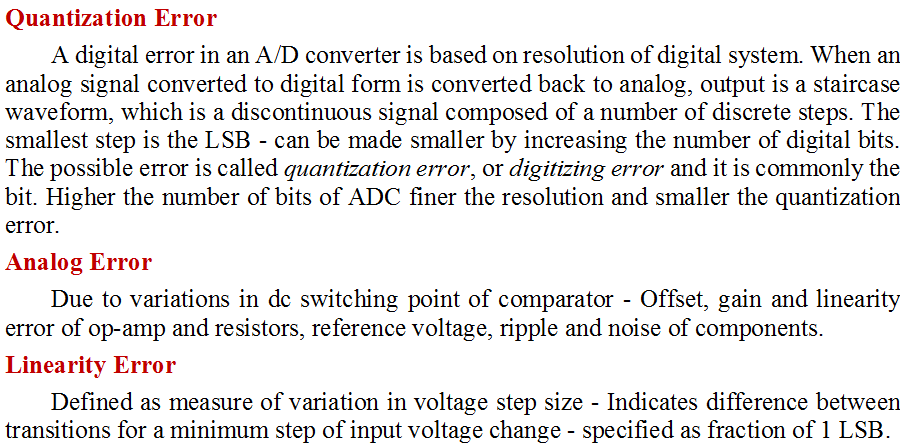 Quantization Error
A digital error in an A/D converter is based on resolution of digital system. When an
analog signal converted to digital form is converted back to analog, output is a staircase
waveform, which is a discontinuous signal composed of a number of discrete steps. The
smallest step is the LSB - can be made smaller by increasing the number of digital bits.
The possible error is called quantization error, or digitizing error and it is commonly the
bit. Higher the number of bits of ADC finer the resolution and smaller the quantization
error.
Analog Error
Due to variations in dc switching point of comparator - Offset, gain and linearity
error of op-amp and resistors, reference voltage, ripple and noise of components.
Linearity Error
Defined as measure of variation in voltage step size - Indicates difference between
transitions for a minimum step of input voltage change - specified as fraction of 1 LSB.